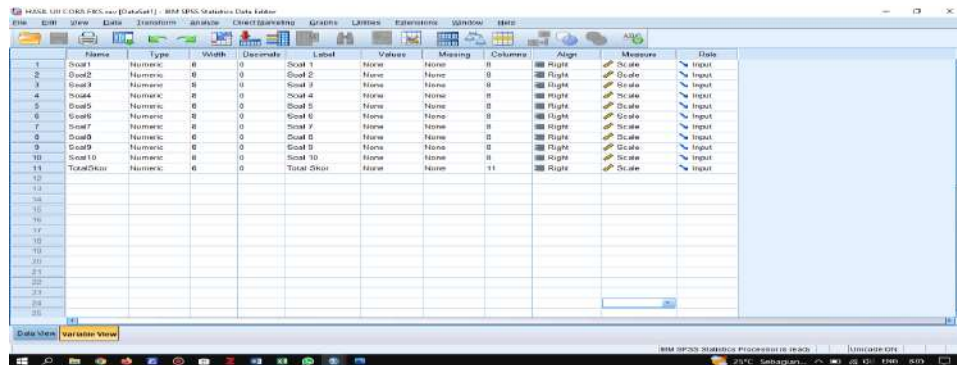 HASIL UJI COBA FIKS.sav [DataSet1] - IBM SPSS Statistics Data Editor
File Edit View Data Transform Analyze Direct Marketing Graphs Utilities Extensions Window Help
Name Type Width Decimals Label Values Missing Columns Align Measure Role
1 Soal1 Numeric 8 0 Soal 1 None None 8 Right Scale Input
2 Soal2 Numeric 8 0 Soal 2 None None 8 Right Scale Input
3 Soal3 Numeric 8 0 Soal 3 None None 8 Right Scale Input
4 Soal4 Numeric 8 0 Soal 4 None None 8 Right Scale Input
5 Soal5 Numeric 8 0 Soal 5 None None 8 Right Scale Input
6 Soal6 Numeric 8 0 Soal 6 None None 8 Right Scale Input
7 Soal7 Numeric 8 0 Soal 7 None None 8 Right Scale Input
8 Soal8 Numeric 8 0 Soal 8 None None 8 Right Scale Input
9 Soal9 Numeric 8 0 Soal 9 None None 8 Right Scale Input
10 Soal10 Numeric 8 0 Soal 10 None None 8 Right Scale Input
11 TotalSkor Numeric 8 0 Total Skor None None 11 Right Scale Input
12
13
14
15
16
17
18
19
20
21
22
23
24
25
Data View Variable View
IBM SPSS Statistics Processor is ready Unicode:ON
25°C Sebagian... ENG